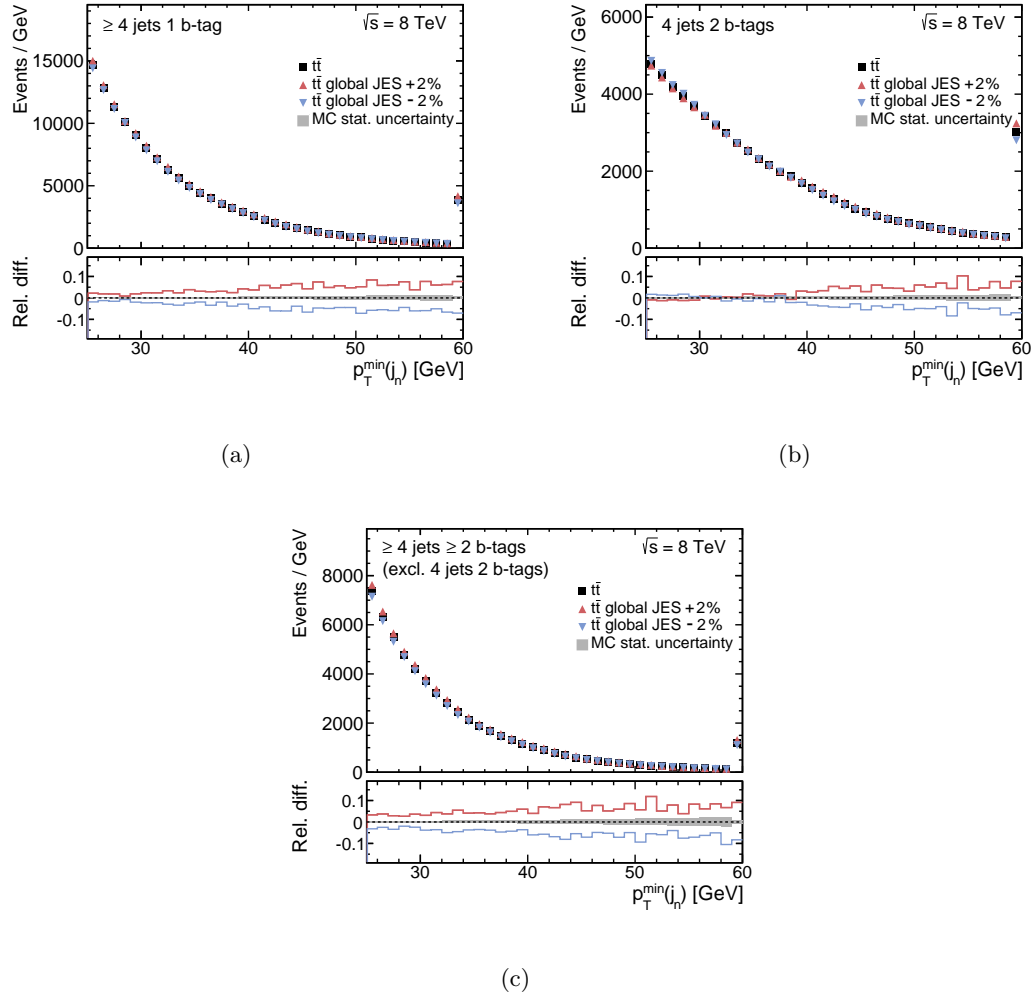 ≥ 4 jets 1 b-tag
√s = 8 TeV
Events / GeV
15000
10000
5000
0
tt̄
tt̄ global JES +2%
tt̄ global JES − 2%
MC stat. uncertainty
Rel. diff.
0.1
0
-0.1
30 40 50 60
p_T^min(j_n) [GeV]
(a)
4 jets 2 b-tags
√s = 8 TeV
Events / GeV
6000
4000
2000
0
tt̄
tt̄ global JES +2%
tt̄ global JES − 2%
MC stat. uncertainty
Rel. diff.
0.1
0
-0.1
30 40 50 60
p_T^min(j_n) [GeV]
(b)
≥ 4 jets ≥ 2 b-tags
(excl. 4 jets 2 b-tags)
√s = 8 TeV
Events / GeV
8000
6000
4000
2000
0
tt̄
tt̄ global JES +2%
tt̄ global JES − 2%
MC stat. uncertainty
Rel. diff.
0.1
0
-0.1
30 40 50 60
p_T^min(j_n) [GeV]
(c)